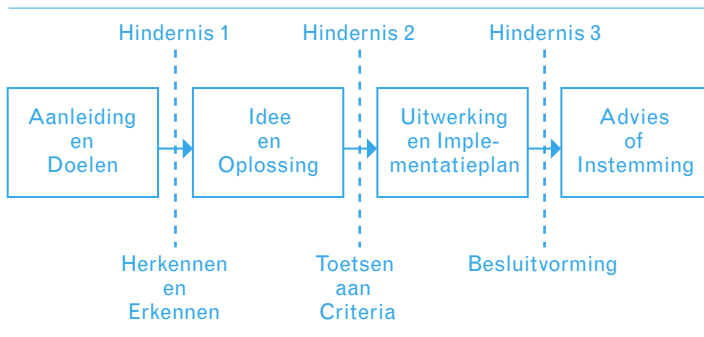 Hindernis 1
Hindernis 2
Hindernis 3
Aanleiding
en
Doelen
Idee
en
Oplossing
Uitwerking
en Imple-
mentatieplan
Advies
of
Instemming
Herkennen
en
Erkennen
Toetsen
aan
Criteria
Besluitvorming